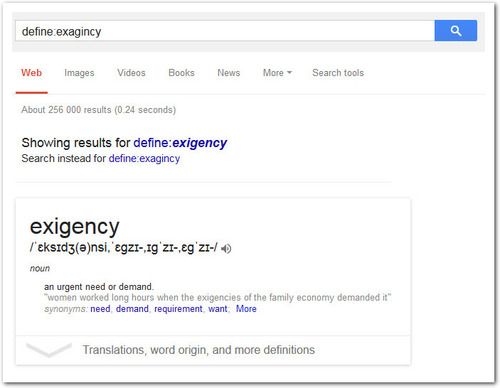 define:exagincy
Web Images Videos Books News More Search tools
About 256 000 results (0.24 seconds)
Showing results for define:exigency
Search instead for define:exagincy
exigency
/ˈɛksɪdʒ(ə)nsi,ˈɛgzɪ-,ɪgˈzɪ-,ɛgˈzɪ-/
noun
an urgent need or demand.
"women worked long hours when the exigencies of the family economy demanded it"
synonyms: need, demand, requirement, want; More
Translations, word origin, and more definitions